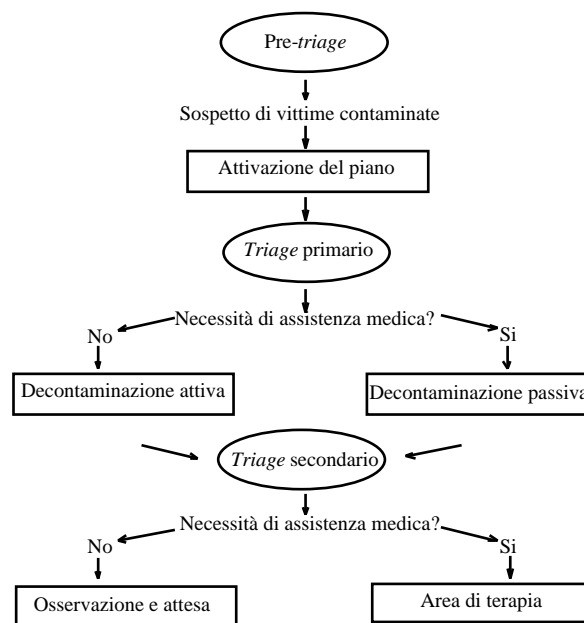 Pre-triage
Sospetto di vittime contaminate
Attivazione del piano
Triage primario
Necessità di assistenza medica?
No
Si
Decontaminazione attiva
Decontaminazione passiva
Triage secondario
Necessità di assistenza medica?
No
Si
Osservazione e attesa
Area di terapia